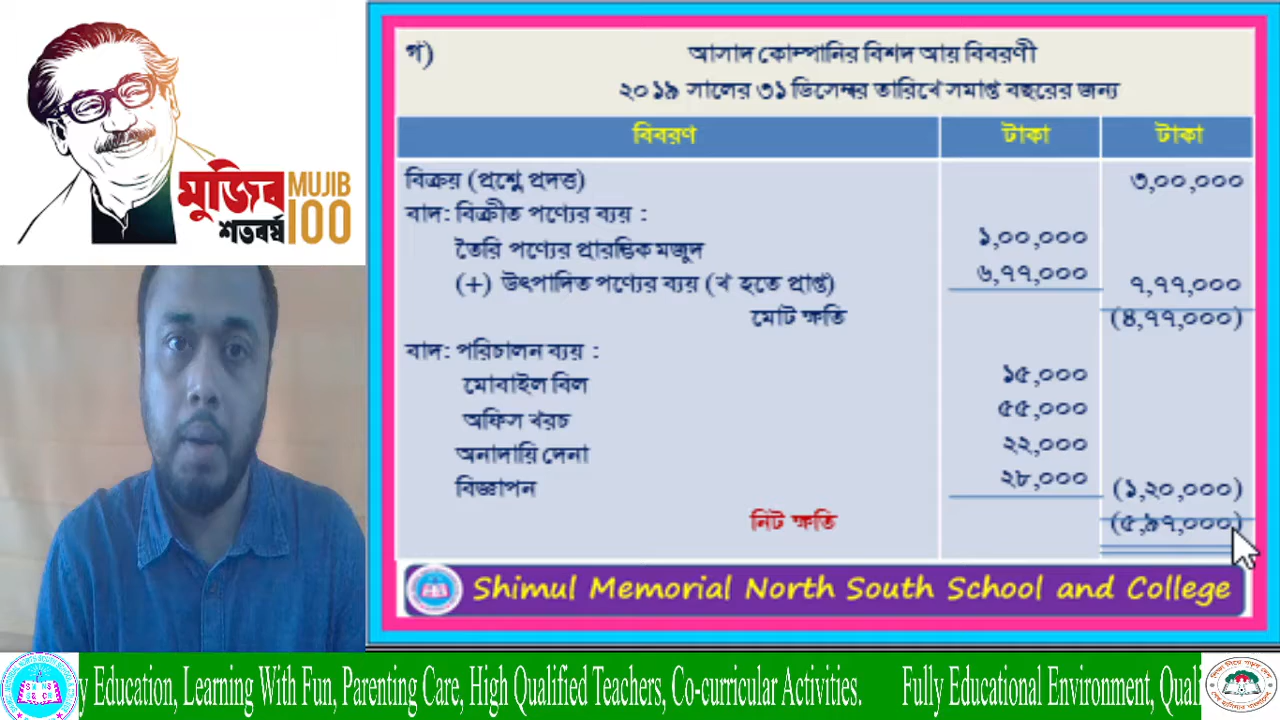 মুজিব
শতবর্ষ
MUJIB
100
গ)
আসাদ কোম্পানির বিশদ আয় বিবরণী
২০১৯ সালের ৩১ ডিসেম্বর তারিখে সমাপ্ত বছরের জন্য
বিবরণ টাকা টাকা
বিক্রয় (প্রশ্নে প্রদত্ত) ৩,০০,০০০
বাদ: বিক্রীত পণ্যের ব্যয় :
তৈরি পণ্যের প্রারম্ভিক মজুদ ১,০০,০০০
(+) উৎপাদিত পণ্যের ব্যয় (খ হতে প্রাপ্ত) ৬,৭৭,০০০ ৭,৭৭,০০০
মোট ক্ষতি (৪,৭৭,০০০)
বাদ: পরিচালন ব্যয় :
মোবাইল বিল ১৫,০০০
অফিস খরচ ৫৫,০০০
অনাদায়ি দেনা ২২,০০০
বিজ্ঞাপন ২৮,০০০ (১,২০,০০০)
নিট ক্ষতি (৫,৯৭,০০০)
Shimul Memorial North South School and College
y Education, Learning With Fun, Parenting Care, High Qualified Teachers, Co-curricular Activities. Fully Educational Environment, Quali